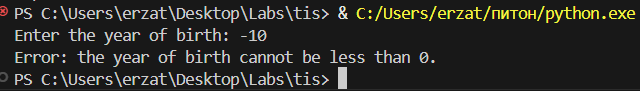 PS C:\Users\erzat\Desktop\Labs\tis> & C:/Users/erzat/питон/python.exe
Enter the year of birth: -10
Error: the year of birth cannot be less than 0.
PS C:\Users\erzat\Desktop\Labs\tis>